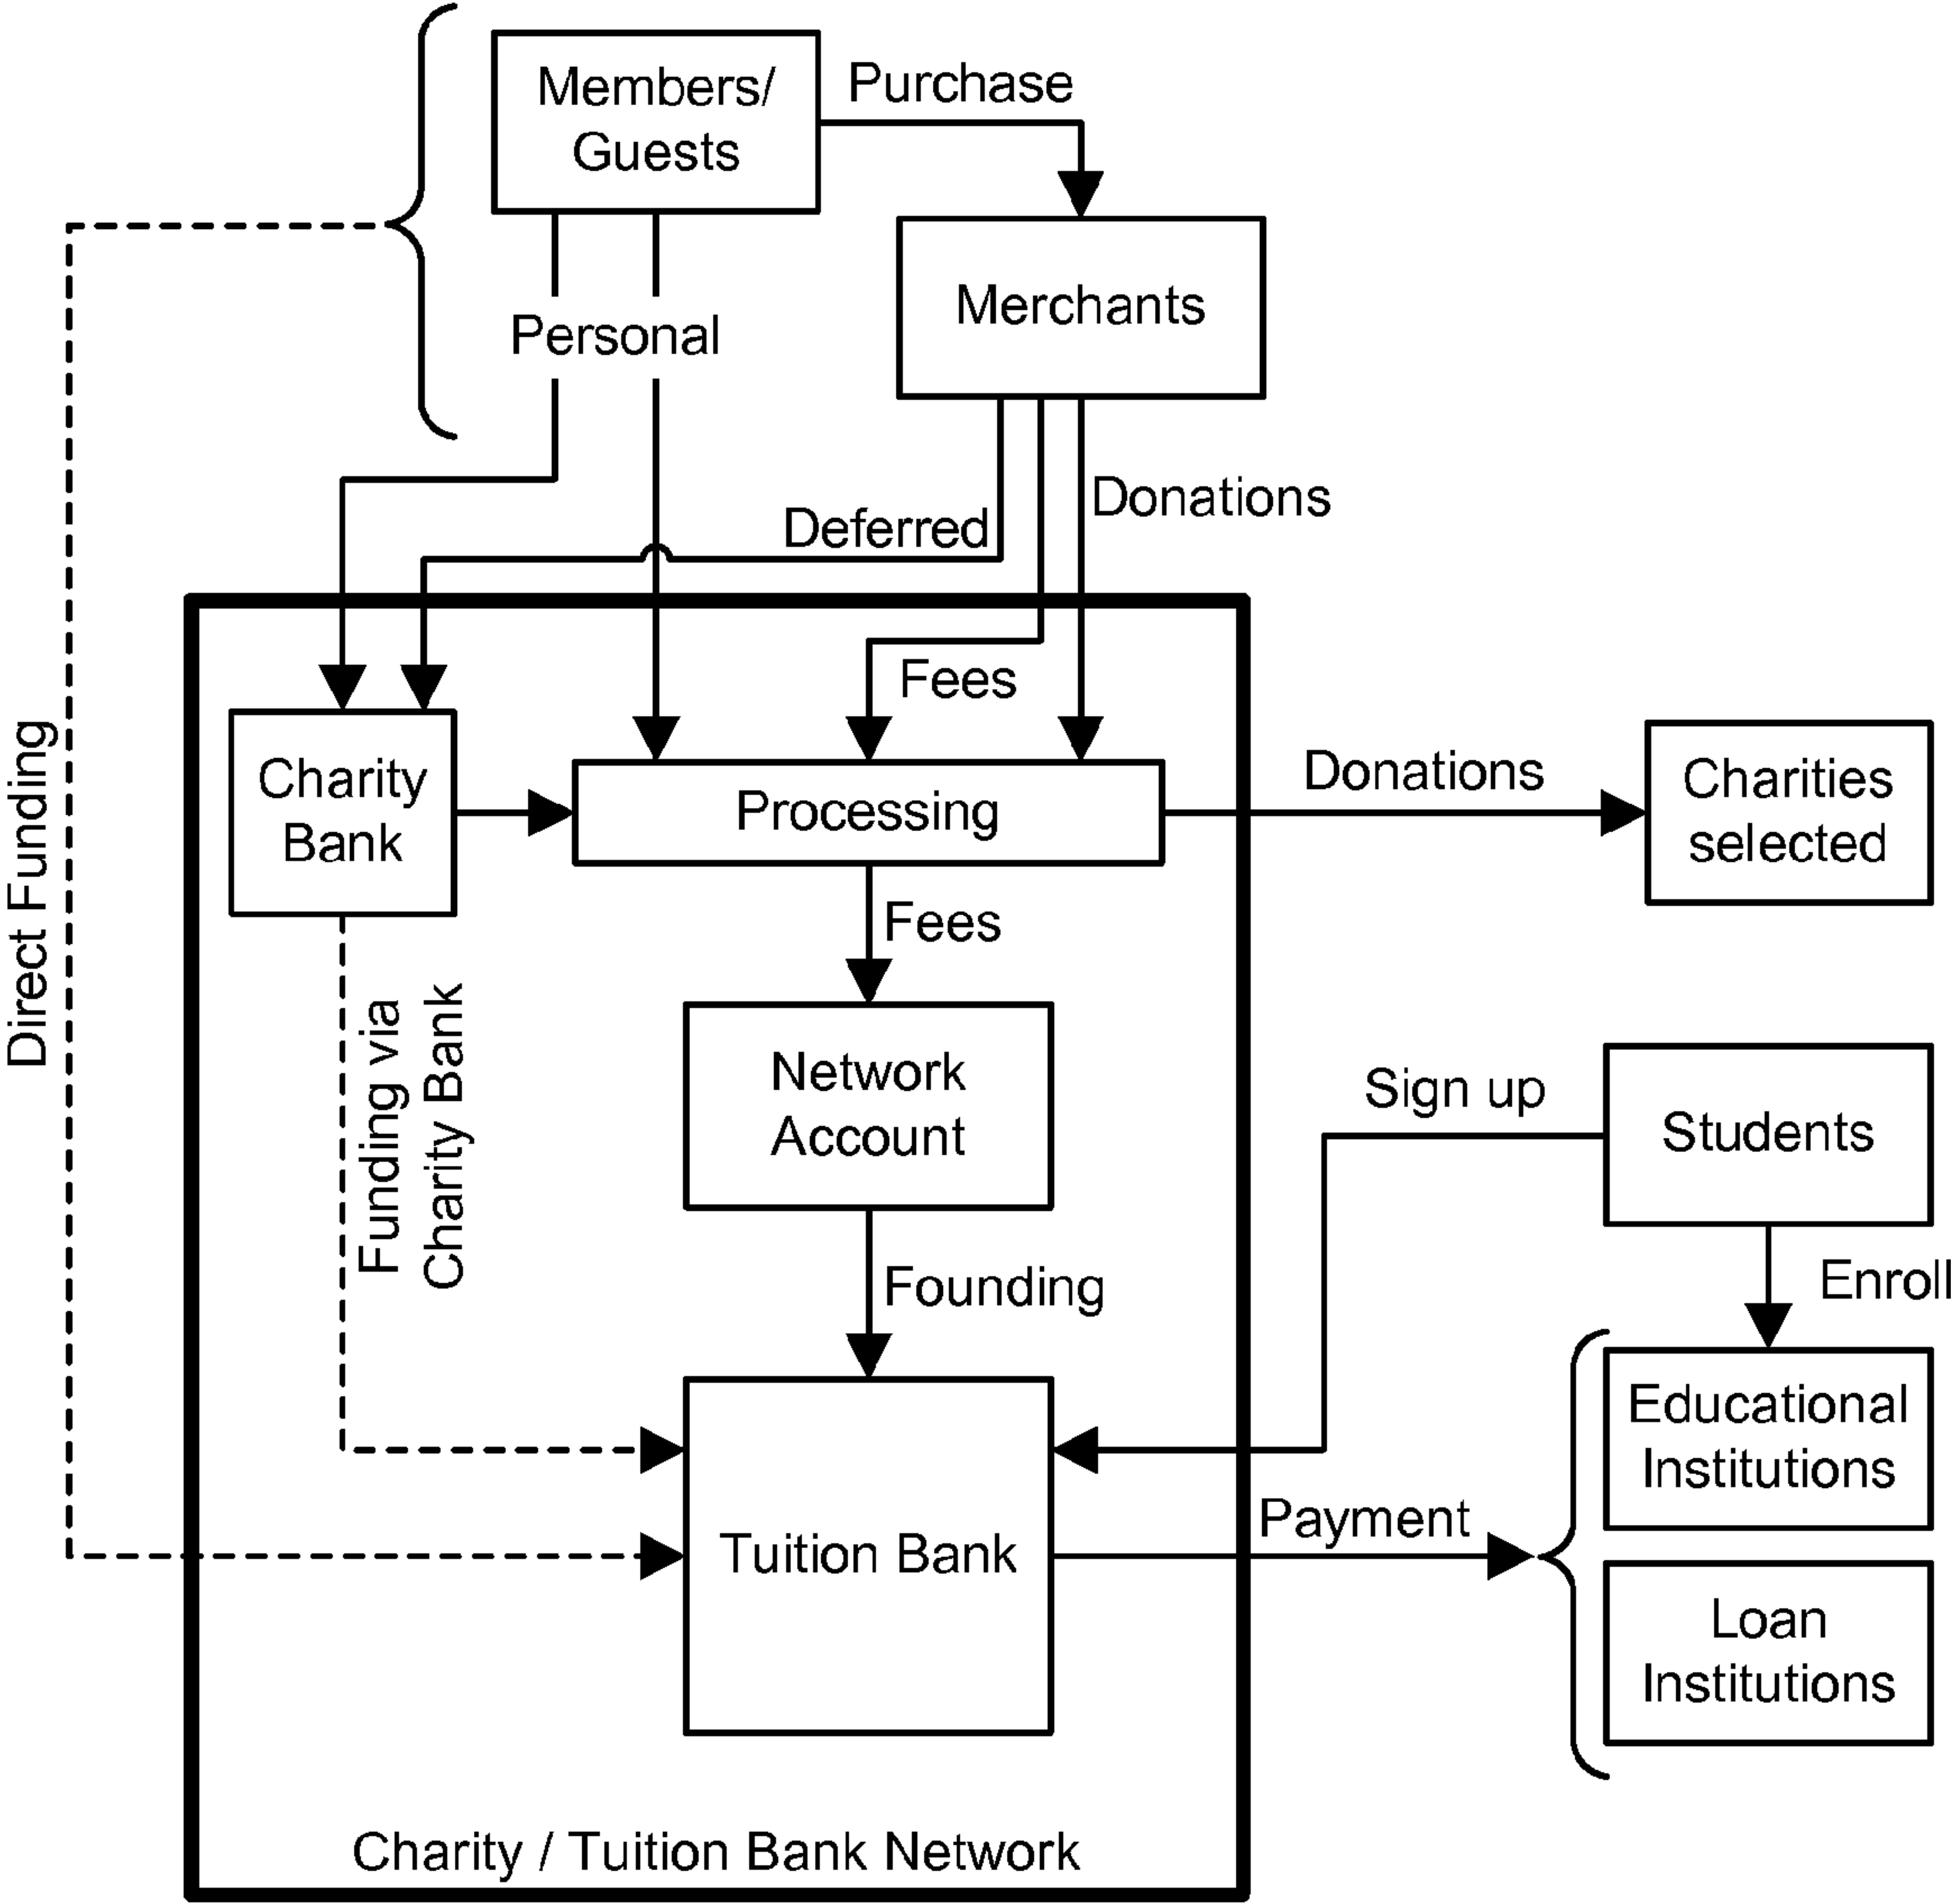 Members/
Guests
Purchase
Merchants
Personal
Deferred
Donations
Fees
Charity
Bank
Processing
Donations
Charities
selected
Direct Funding
Fees
Funding via
Charity Bank
Network
Account
Sign up
Students
Founding
Enroll
Educational
Institutions
Payment
Tuition Bank
Loan
Institutions
Charity / Tuition Bank Network